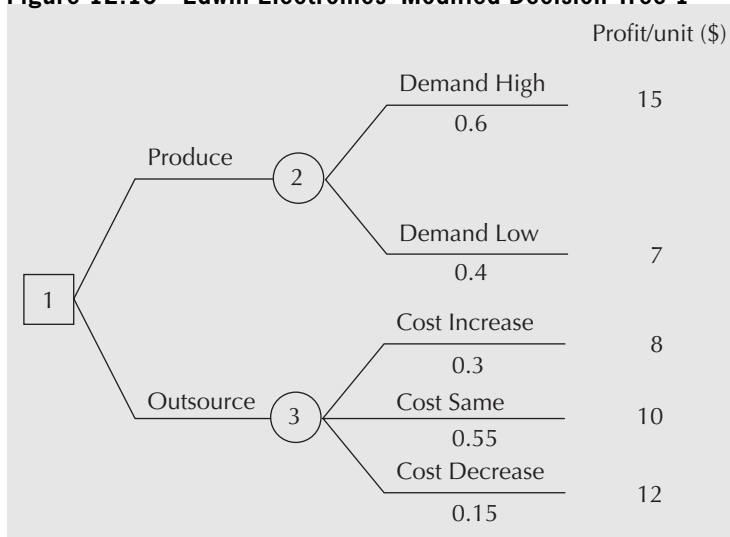 Figure 12.18 Edwin Electronics' Modified Decision Tree 1
Profit/unit ($)
Demand High
15
0.6
Produce
2
Demand Low
7
0.4
1
Cost Increase
8
0.3
Outsource
3
Cost Same
10
0.55
Cost Decrease
12
0.15